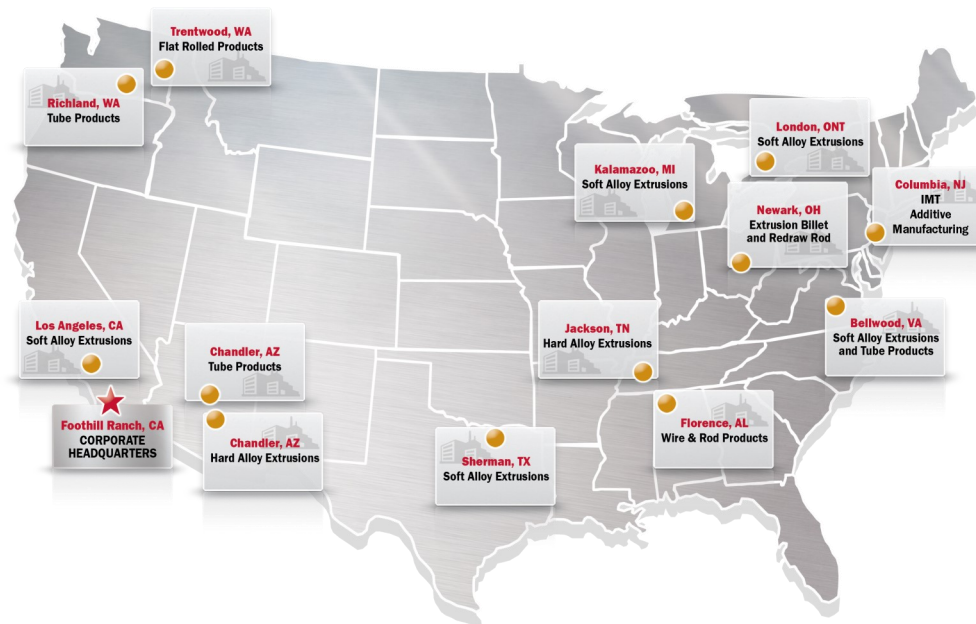 Trentwood, WA
Flat Rolled Products
Richland, WA
Tube Products
London, ONT
Soft Alloy Extrusions
Kalamazoo, MI
Soft Alloy Extrusions
Columbia, NJ
IMT
Additive
Manufacturing
Newark, OH
Extrusion Billet
and Redraw Rod
Los Angeles, CA
Soft Alloy Extrusions
Chandler, AZ
Tube Products
Jackson, TN
Hard Alloy Extrusions
Bellwood, VA
Soft Alloy Extrusions
and Tube Products
Foothill Ranch, CA
CORPORATE
HEADQUARTERS
Chandler, AZ
Hard Alloy Extrusions
Sherman, TX
Soft Alloy Extrusions
Florence, AL
Wire & Rod Products